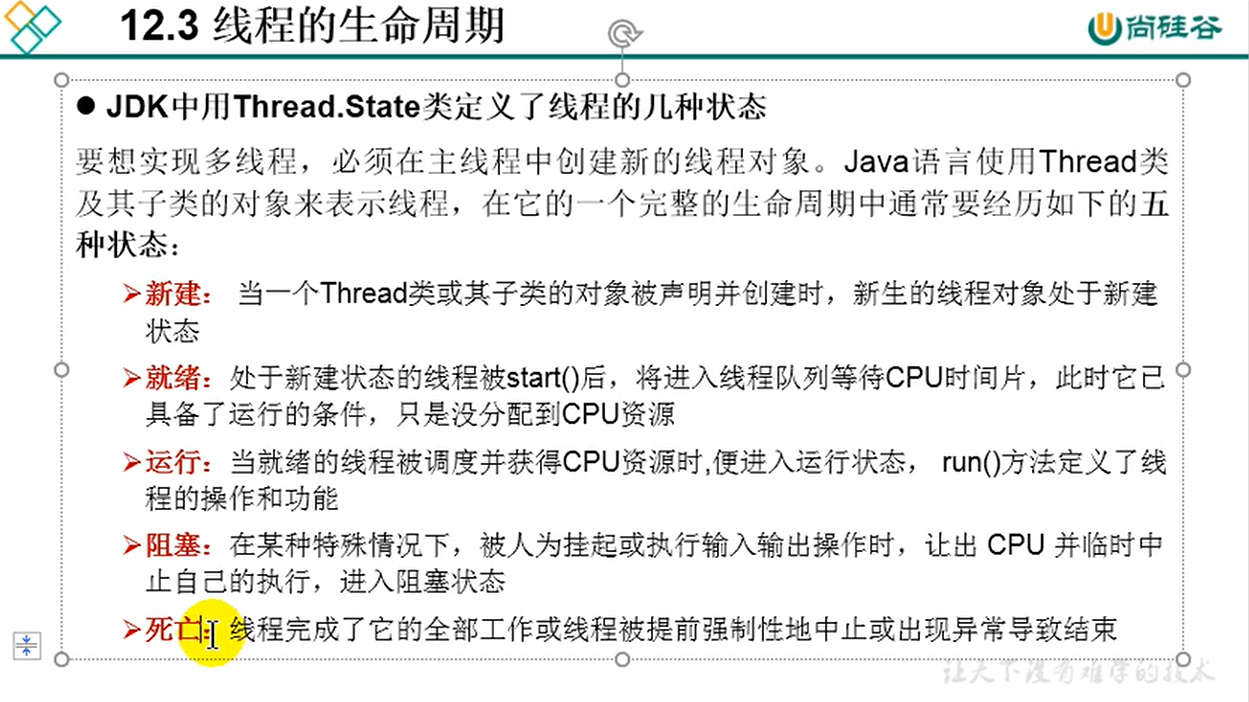 12.3 线程的生命周期
尚硅谷
● JDK中用Thread.State类定义了线程的几种状态
要想实现多线程，必须在主线程中创建新的线程对象。Java语言使用Thread类
及其子类的对象来表示线程，在它的一个完整的生命周期中通常要经历如下的五
种状态：
➢新建： 当一个Thread类或其子类的对象被声明并创建时，新生的线程对象处于新建
状态
➢就绪：处于新建状态的线程被start()后，将进入线程队列等待CPU时间片，此时它已
具备了运行的条件，只是没分配到CPU资源
➢运行：当就绪的线程被调度并获得CPU资源时,便进入运行状态， run()方法定义了线
程的操作和功能
➢阻塞：在某种特殊情况下，被人为挂起或执行输入输出操作时，让出 CPU 并临时中
止自己的执行，进入阻塞状态
➢死亡：线程完成了它的全部工作或线程被提前强制性地中止或出现异常导致结束
让天下没有难学的技术